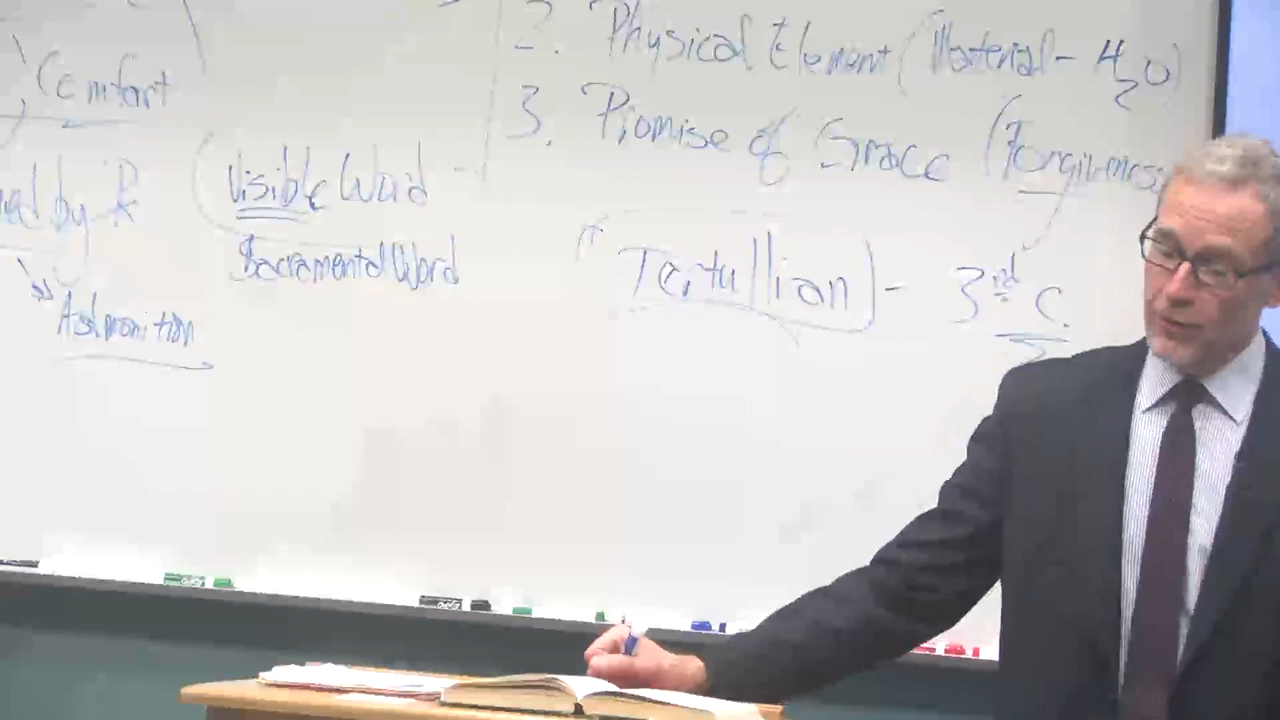 2. Physical Element (Material - H2O)
3. Promise of Grace (Forgiveness
Comfort
by
Visible Word
Sacramental Word
Admonition
Tertullian - 3rd C.